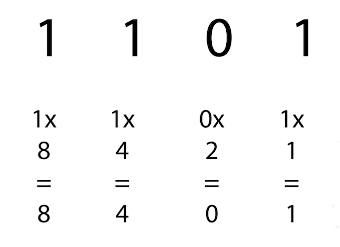 1 1 0 1
1x 1x 0x 1x
8 4 2 1
= = = =
8 4 0 1